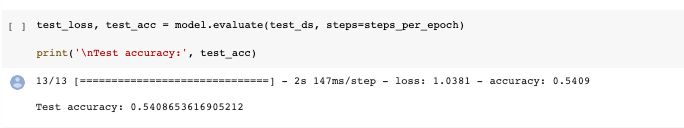 [ ] test_loss, test_acc = model.evaluate(test_ds, steps=steps_per_epoch)
print('\nTest accuracy:', test_acc)
13/13 [==============================] - 2s 147ms/step - loss: 1.0381 - accuracy: 0.5409
Test accuracy: 0.5408653616905212